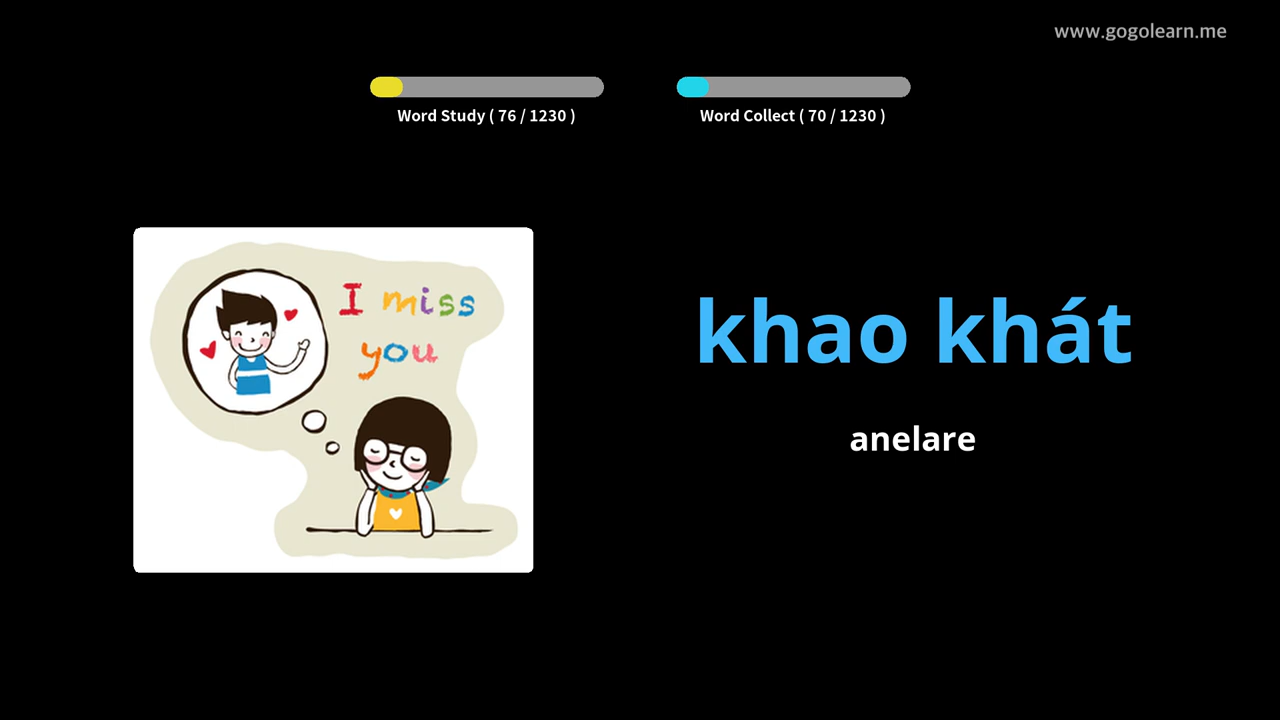 www.gogolearn.me
Word Study ( 76 / 1230 )
Word Collect ( 70 / 1230 )
I miss
you
khao khát
anelare